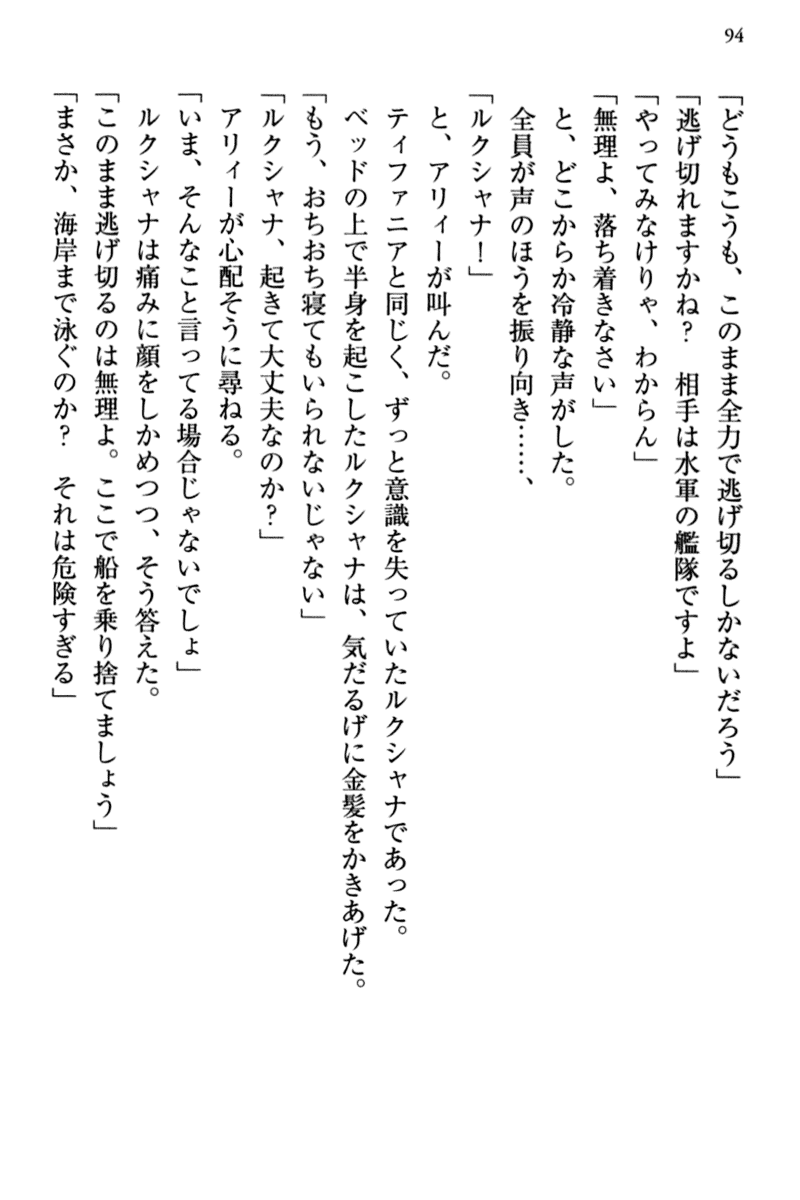 94
「どうもこうも、このまま全力で逃げ切るしかないだろう」
「逃げ切れますかね？　相手は水軍の艦隊ですよ」
「やってみなけりゃ、わからん」
「無理よ、落ち着きなさい」
　と、どこからか冷静な声がした。
　全員が声のほうを振り向き……、
「ルクシャナ！」
　と、アリィーが叫んだ。
　ティファニアと同じく、ずっと意識を失っていたルクシャナであった。
　ベッドの上で半身を起こしたルクシャナは、気だるげに金髪をかきあげた。
「もう、おちおち寝てもいられないじゃない」
「ルクシャナ、起きて大丈夫なのか？」
　アリィーが心配そうに尋ねる。
「いま、そんなこと言ってる場合じゃないでしょ」
　ルクシャナは痛みに顔をしかめつつ、そう答えた。
「このまま逃げ切るのは無理よ。ここで船を乗り捨てましょう」
「まさか、海岸まで泳ぐのか？　それは危険すぎる」